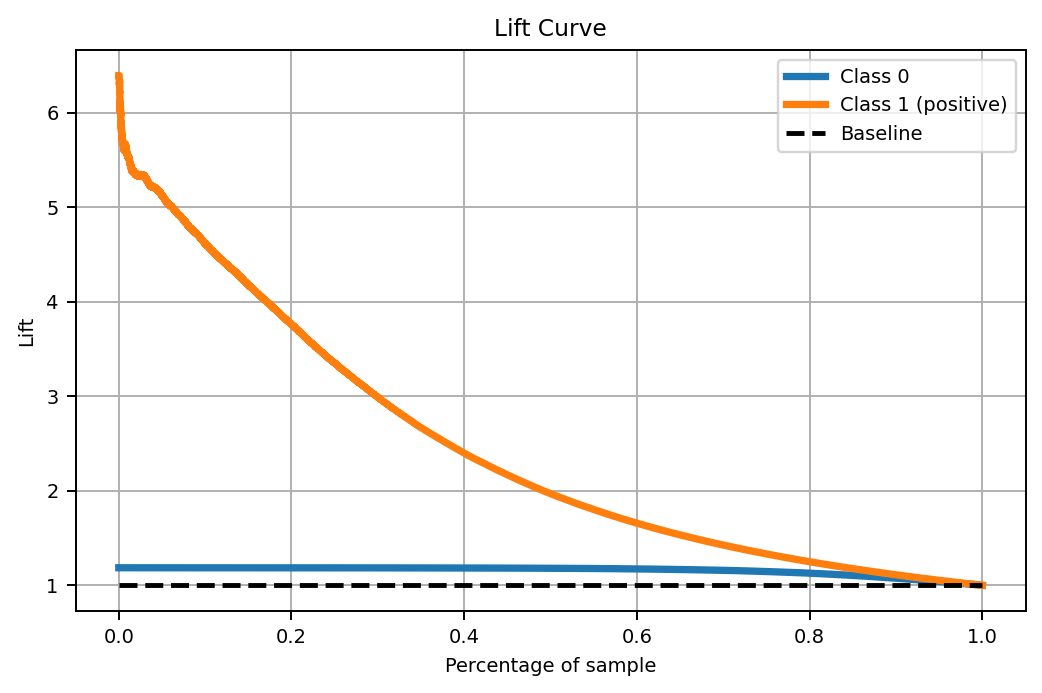 Lift Curve
Class 0
Class 1 (positive)
Baseline
6
5
4
3
2
1
Lift
0.0 0.2 0.4 0.6 0.8 1.0
Percentage of sample